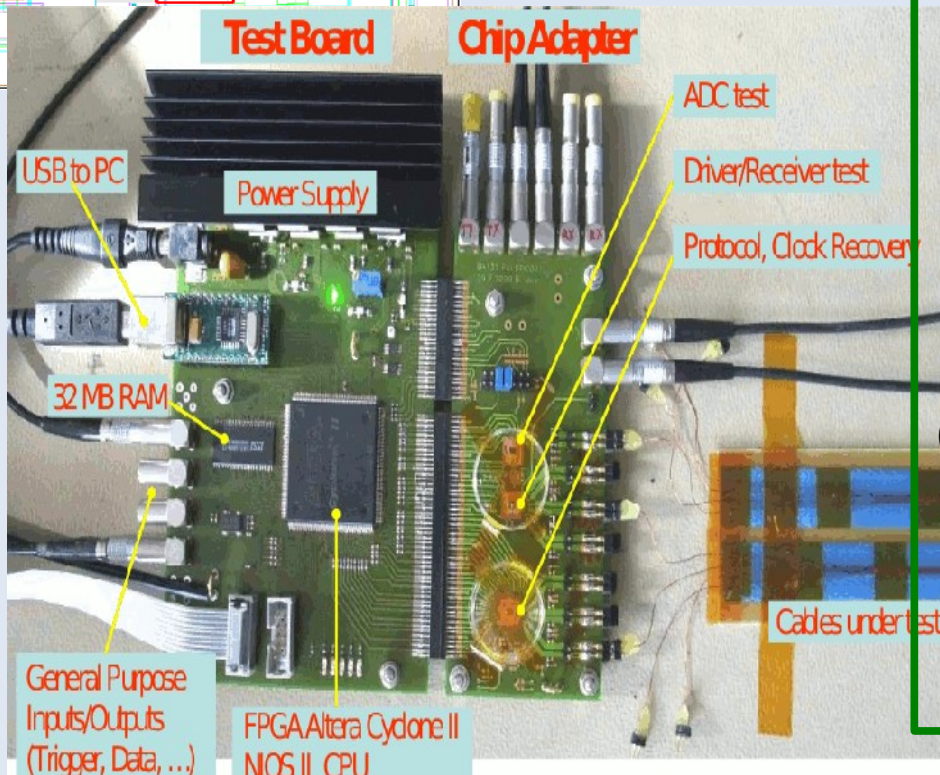 Test Board
Chip Adapter
ADC test
USB to PC
Driver/Receiver test
Power Supply
Protocol, Clock Recovery
32 MB RAM
Cables under test
General Purpose
Inputs/Outputs
(Trigger, Data, ...)
FPGA Altera Cyclone II
NIOS II CPU